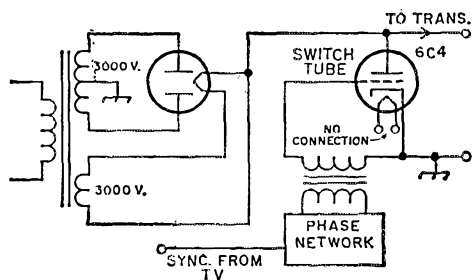 TO TRANS.
6C4
3000 V.
SWITCH
TUBE
NO
CONNECTION
3000 V.
PHASE
NETWORK
SYNC. FROM
TV